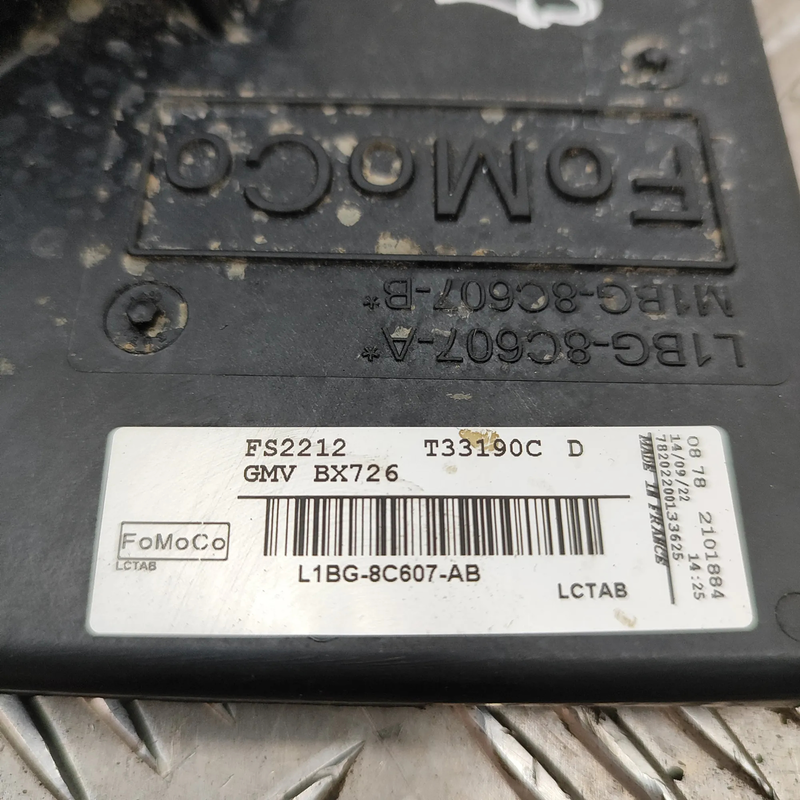 FoMoCo
L1BG-8C607-A*
M1BG-8C607-B*
FS2212 T33190C D
GMV BX726
FoMoCo
LCTAB
L1BG-8C607-AB
LCTAB
08 78 2101884
14/09/22 14:25
78202200133625
MADE IN FRANCE